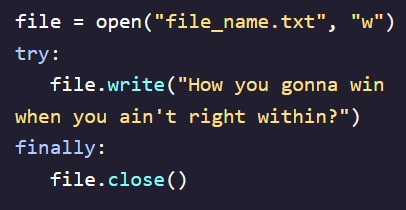 file = open("file_name.txt", "w")
try:
   file.write("How you gonna win
when you ain't right within?")
finally:
   file.close()